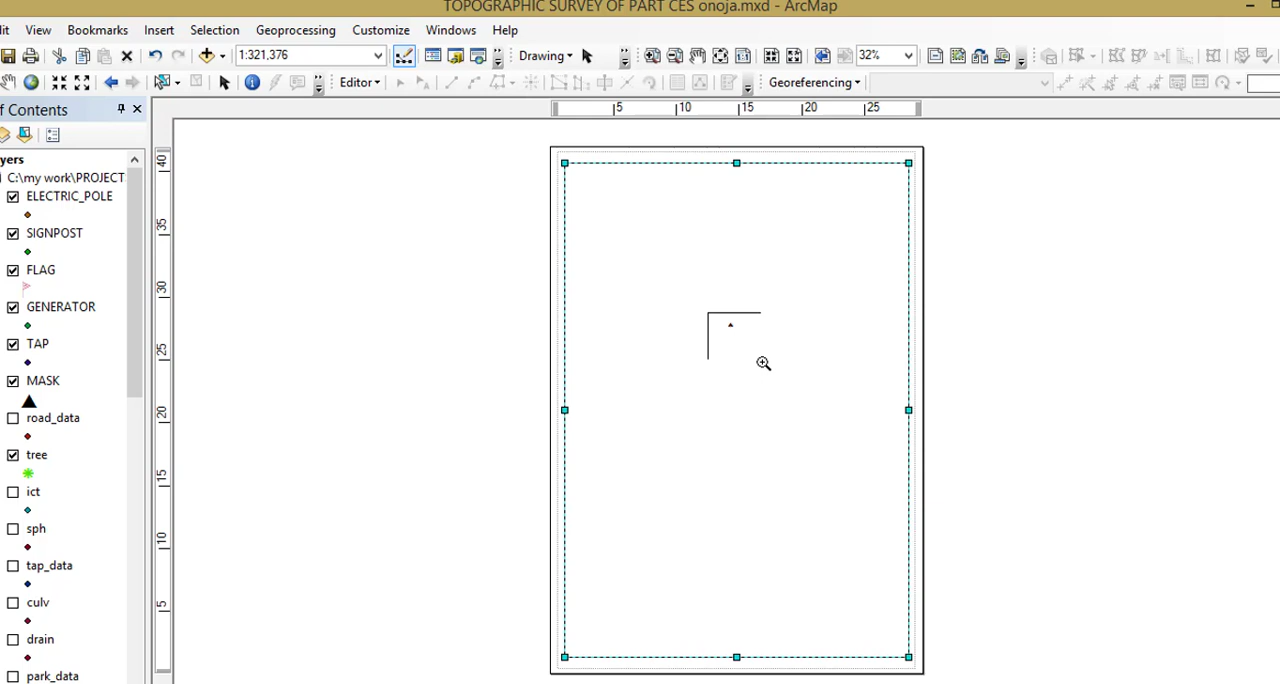 TOPOGRAPHIC SURVEY OF PART CES onoja.mxd - ArcMap
it View Bookmarks Insert Selection Geoprocessing Customize Windows Help
1:321,376 Drawing 32%
Editor Georeferencing
f Contents
5 10 15 20 25
yers
C:\my work\PROJECT
ELECTRIC_POLE
SIGNPOST
FLAG
GENERATOR
TAP
MASK
road_data
tree
ict
sph
tap_data
culv
drain
park_data
40
35
30
25
20
15
10
5